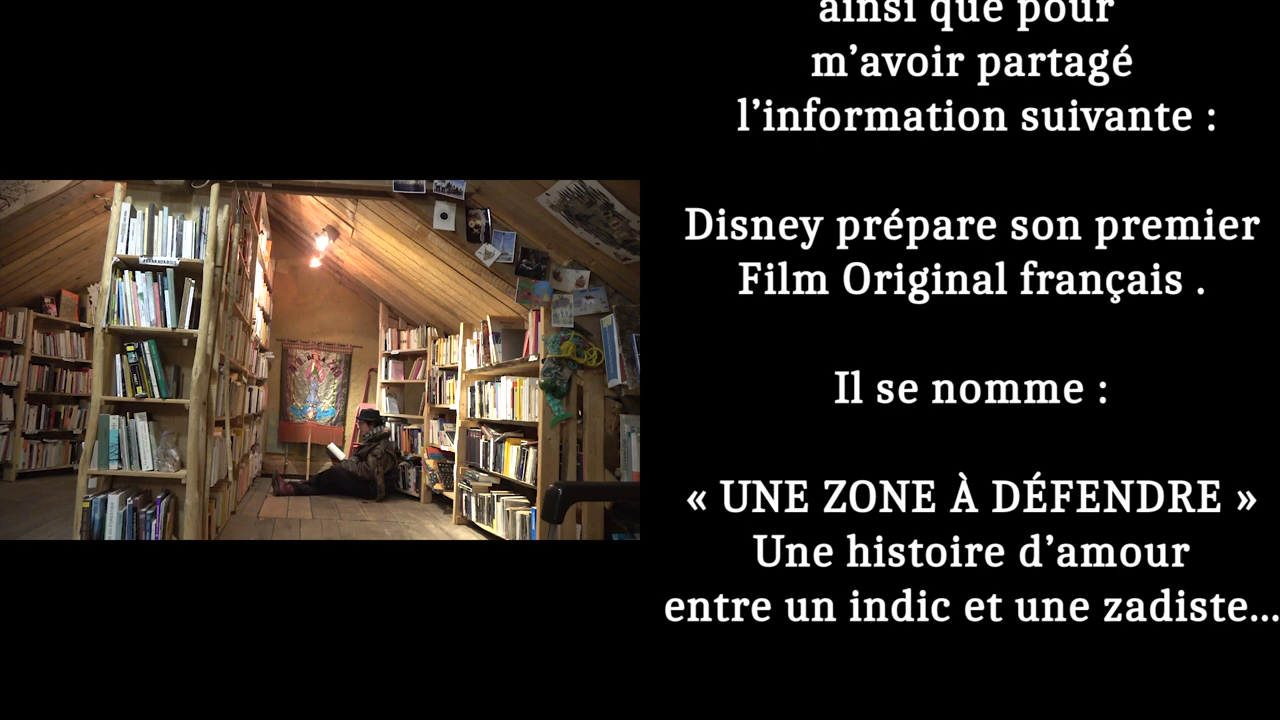 ainsi que pour
m’avoir partagé
l’information suivante :
Disney prépare son premier
Film Original français .
Il se nomme :
« UNE ZONE À DÉFENDRE »
Une histoire d’amour
entre un indic et une zadiste...